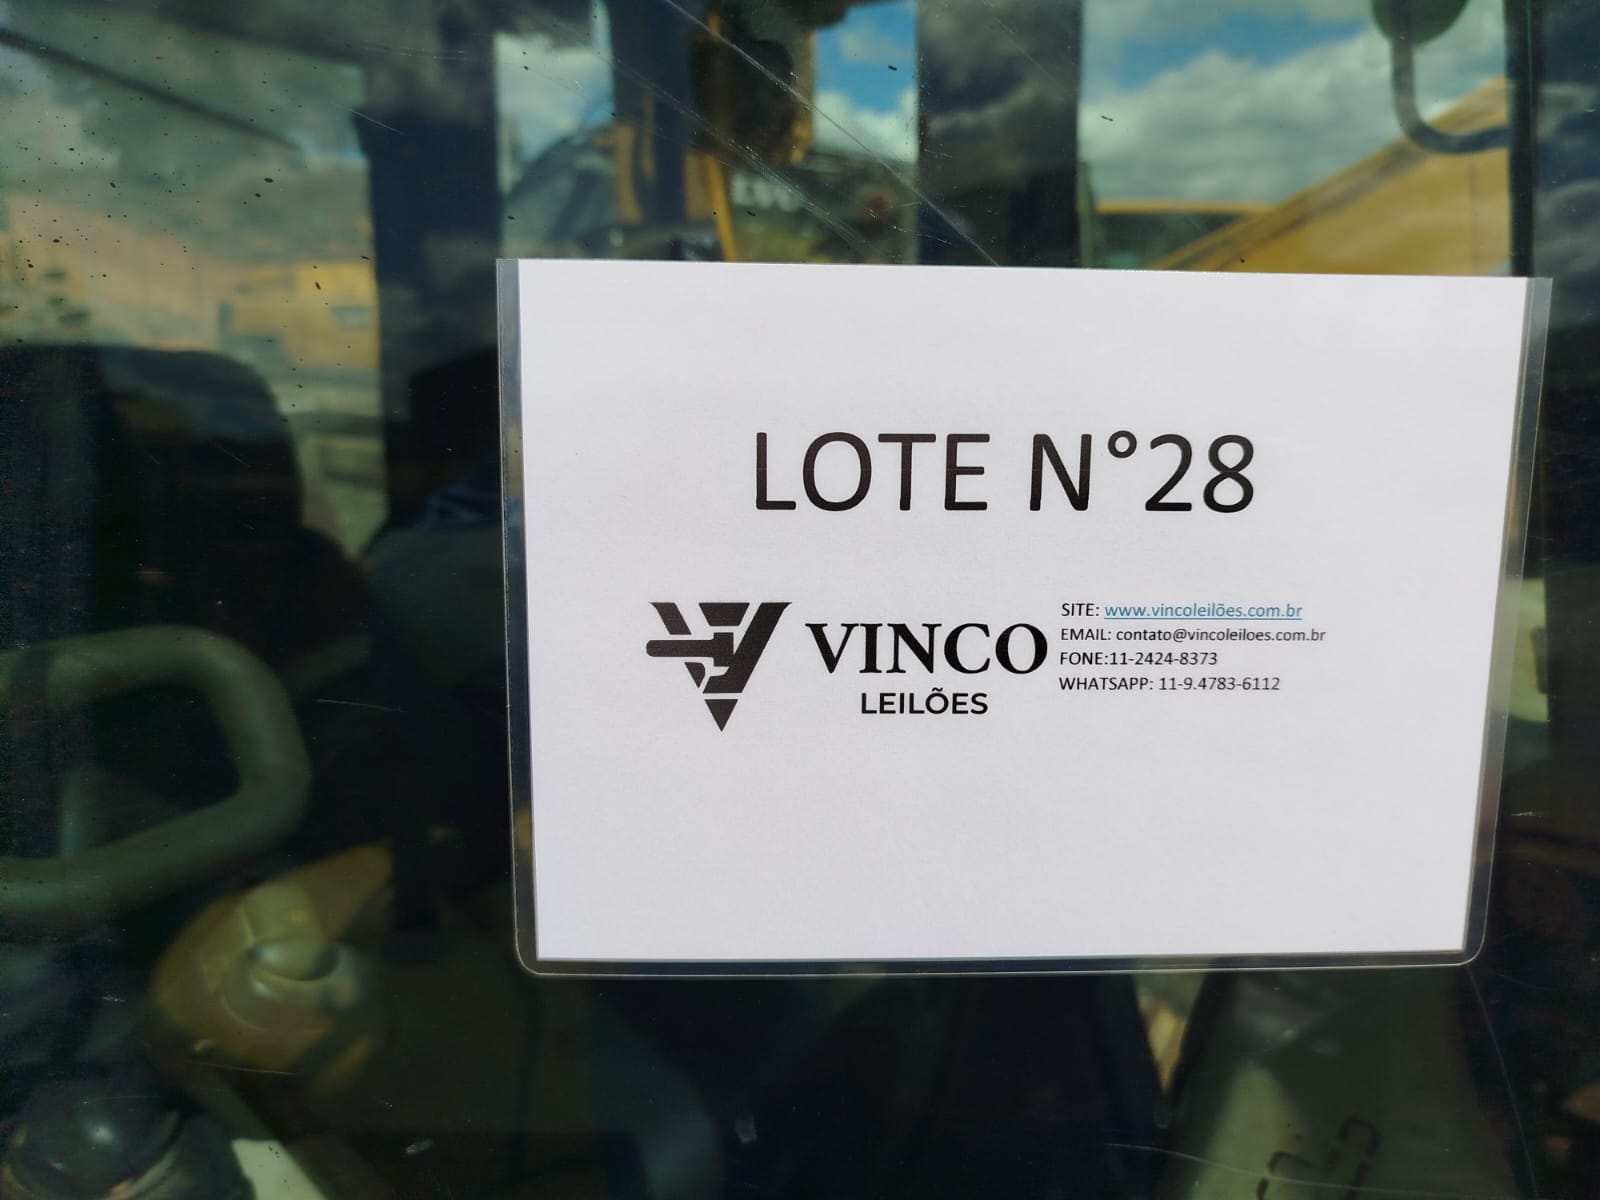 LOTE N°28
VINCO
LEILÕES
SITE: www.vincoleilões.com.br
EMAIL: contato@vincoleiloes.com.br
FONE:11-2424-8373
WHATSAPP: 11-9.4783-6112